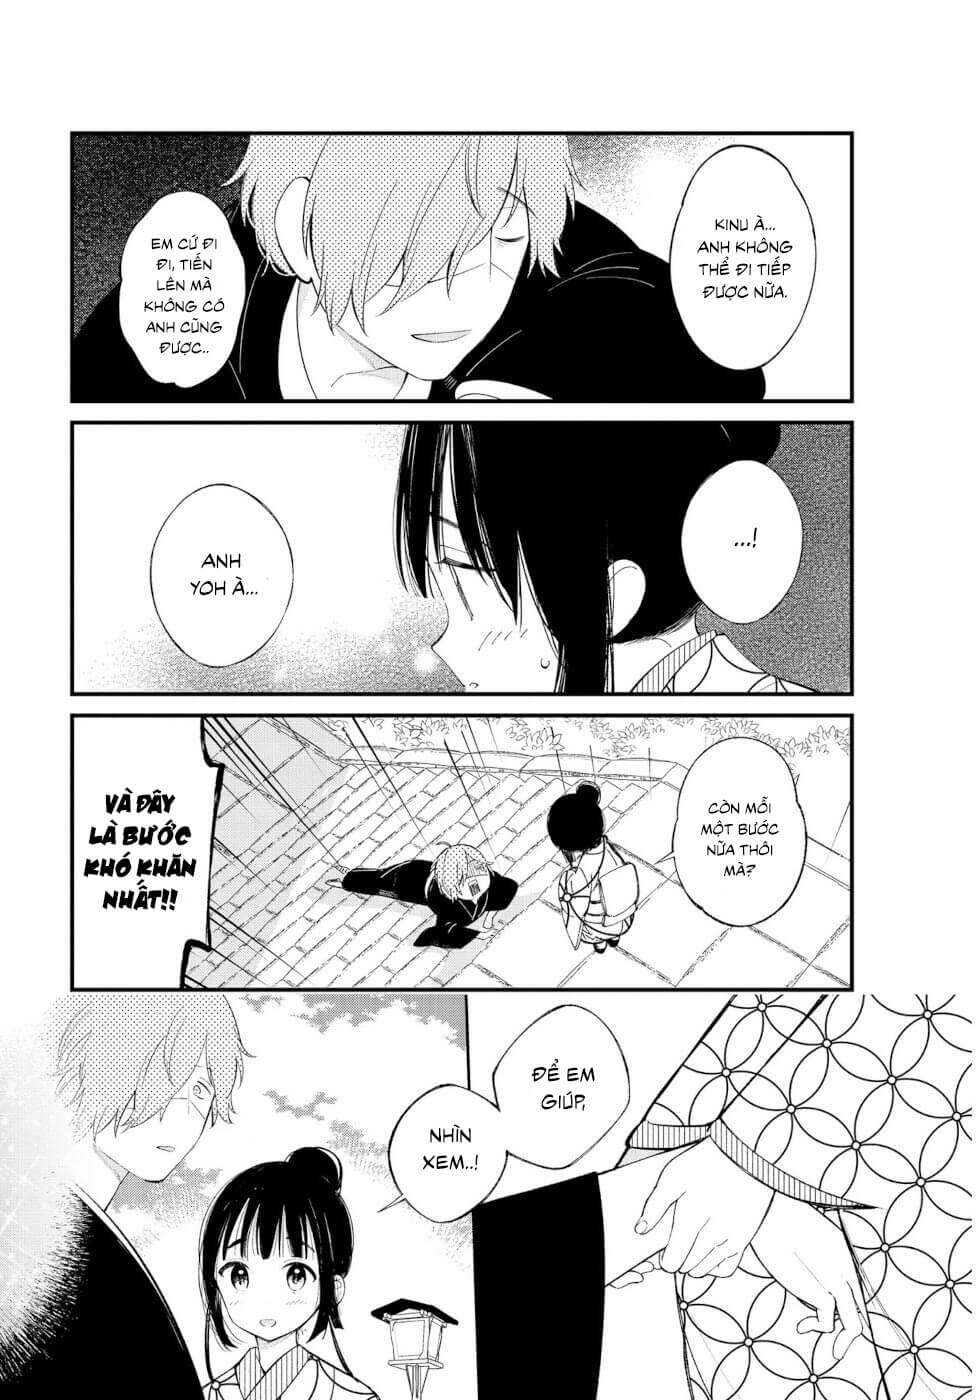 KINU À...
ANH KHÔNG
THỂ ĐI TIẾP
ĐƯỢC NỮA.
EM CỨ ĐI
ĐI, TIẾN
LÊN MÀ
KHÔNG CÓ
ANH CŨNG
ĐƯỢC..
...!
ANH
YOH À...
CÒN MỖI
MỘT BƯỚC
NỮA THÔI
MÀ?
VÀ ĐÂY
LÀ BƯỚC
KHÓ KHĂN
NHẤT!!
ĐỂ EM
GIÚP,
NHÌN
XEM..!